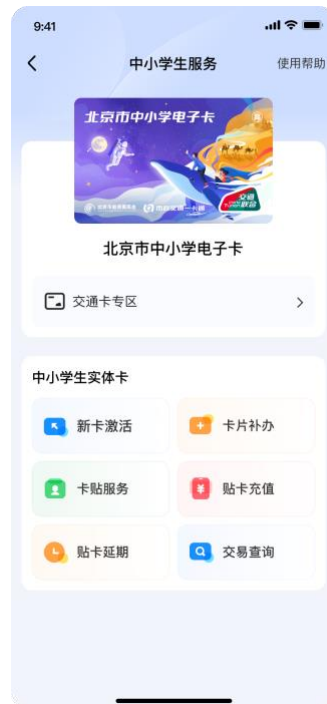 9:41
中小学生服务
使用帮助
北京市中小学电子卡
交通
联合
北京市中小学电子卡
交通卡专区
中小学生实体卡
新卡激活
卡片补办
卡贴服务
贴卡充值
贴卡延期
交易查询